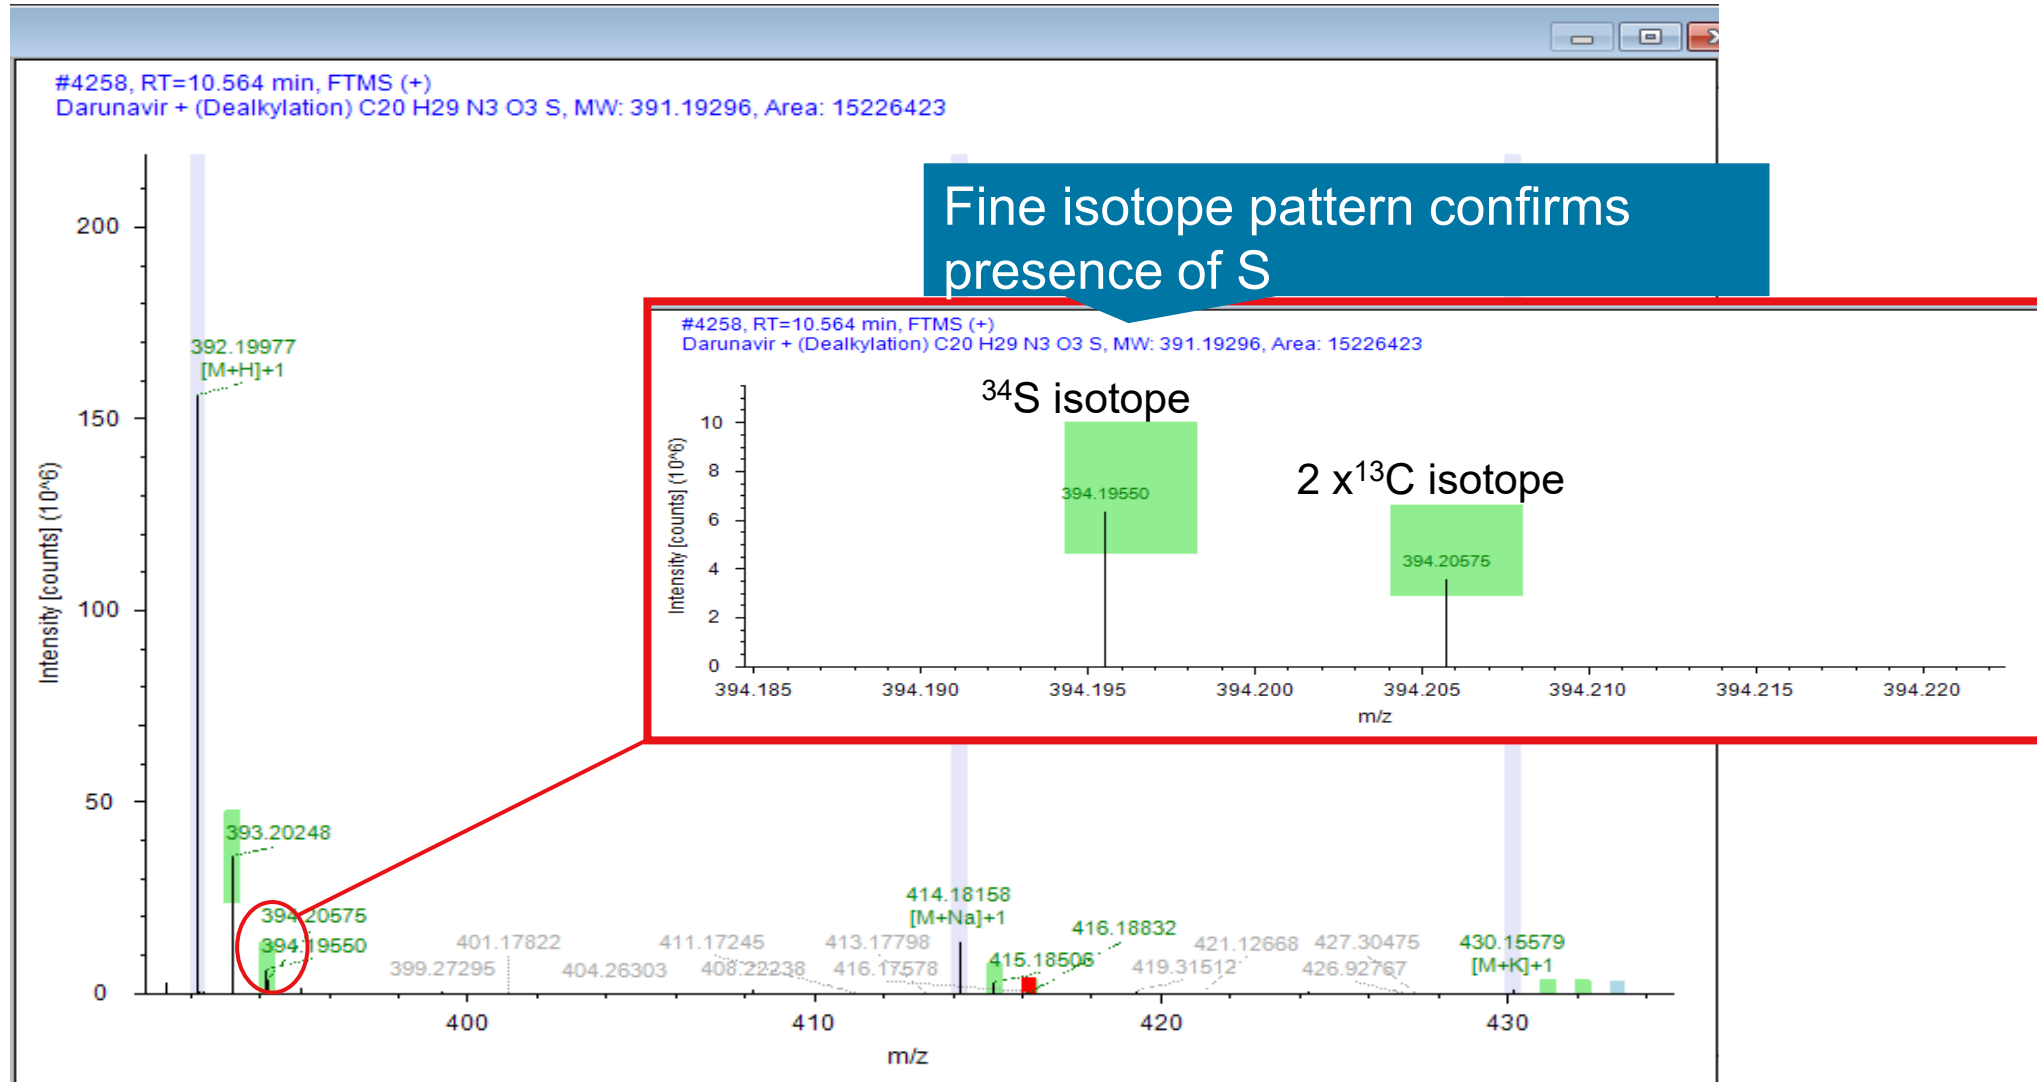 #4258, RT=10.564 min, FTMS (+)
Darunavir + (Dealkylation) C20 H29 N3 O3 S, MW: 391.19296, Area: 15226423
Fine isotope pattern confirms
presence of S
#4258, RT=10.564 min, FTMS (+)
Darunavir + (Dealkylation) C20 H29 N3 O3 S, MW: 391.19296, Area: 15226423
34S isotope
2 x13C isotope
394.19550
394.20575
Intensity [counts] (10^6)
10
8
6
4
2
0
394.185 394.190 394.195 394.200 394.205 394.210 394.215 394.220
m/z
Intensity [counts] (10^6)
200
150
100
50
0
392.19977
[M+H]+1
393.20248
394.20575
394.19550
399.27295
401.17822
404.26303
411.17245
408.22238
413.17798
416.17578
414.18158
[M+Na]+1
415.18506
416.18832
419.31512
421.12668
427.30475
426.92767
430.15579
[M+K]+1
400 410 420 430
m/z